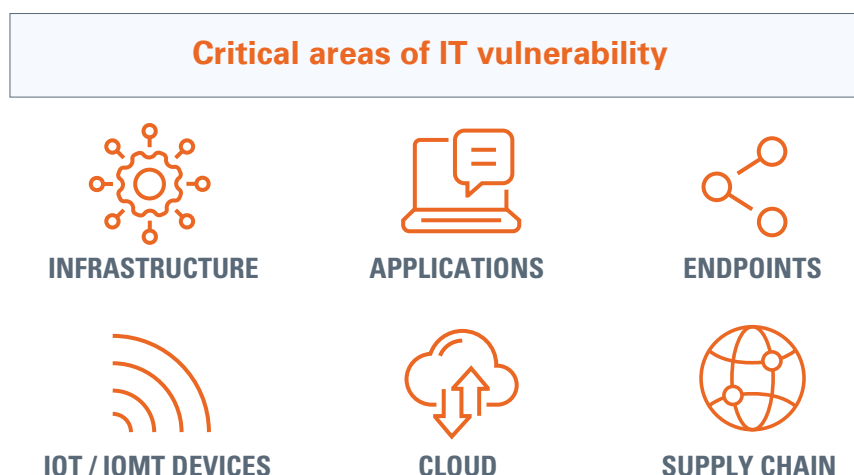 Critical areas of IT vulnerability
INFRASTRUCTURE
APPLICATIONS
ENDPOINTS
IOT / IOMT DEVICES
CLOUD
SUPPLY CHAIN